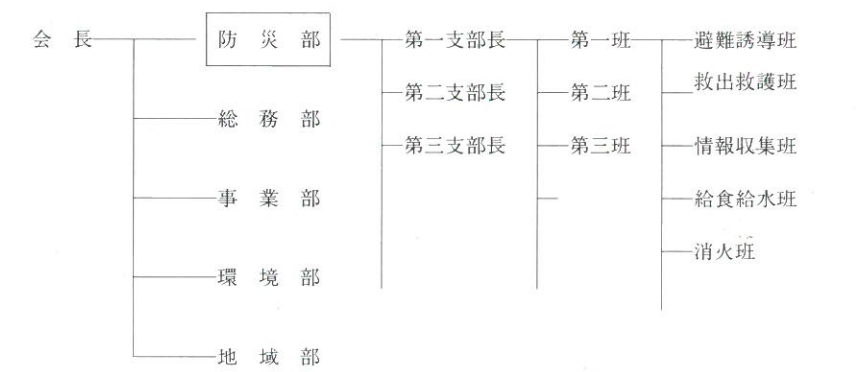 会長 防災部 第一支部長 第一班 避難誘導班
第二支部長 第二班 救出救護班
総務部
第三支部長 第三班 情報収集班
事業部 給食給水班
消火班
環境部
地域部